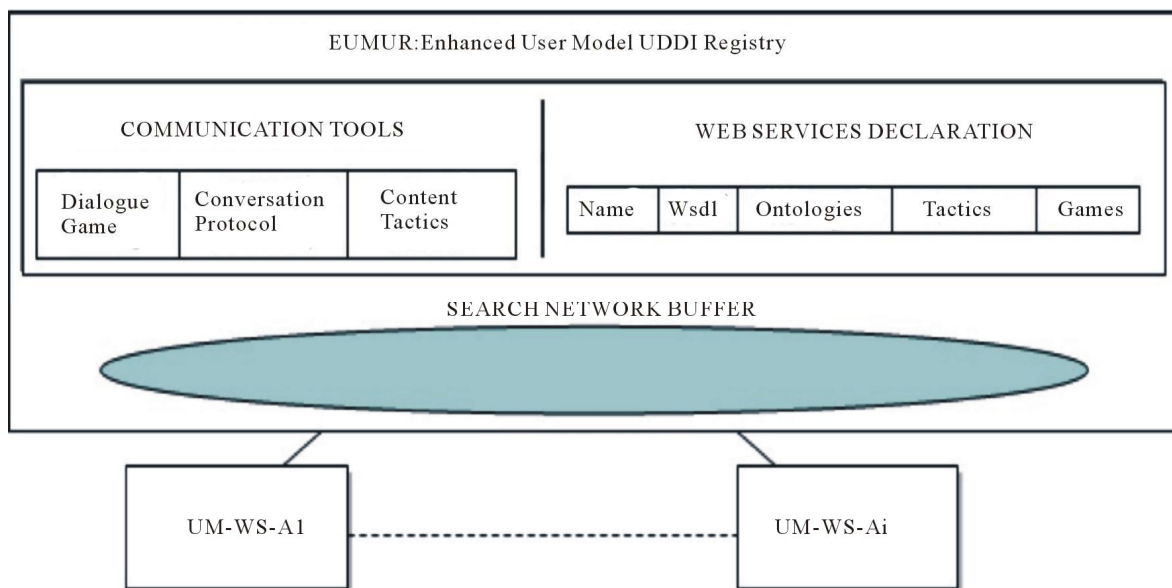 EUMUR:Enhanced User Model UDDI Registry
COMMUNICATION TOOLS
Dialogue
Game
Conversation
Protocol
Content
Tactics
WEB SERVICES DECLARATION
Name
Wsdl
Ontologies
Tactics
Games
SEARCH NETWORK BUFFER
UM-WS-A1
UM-WS-Ai